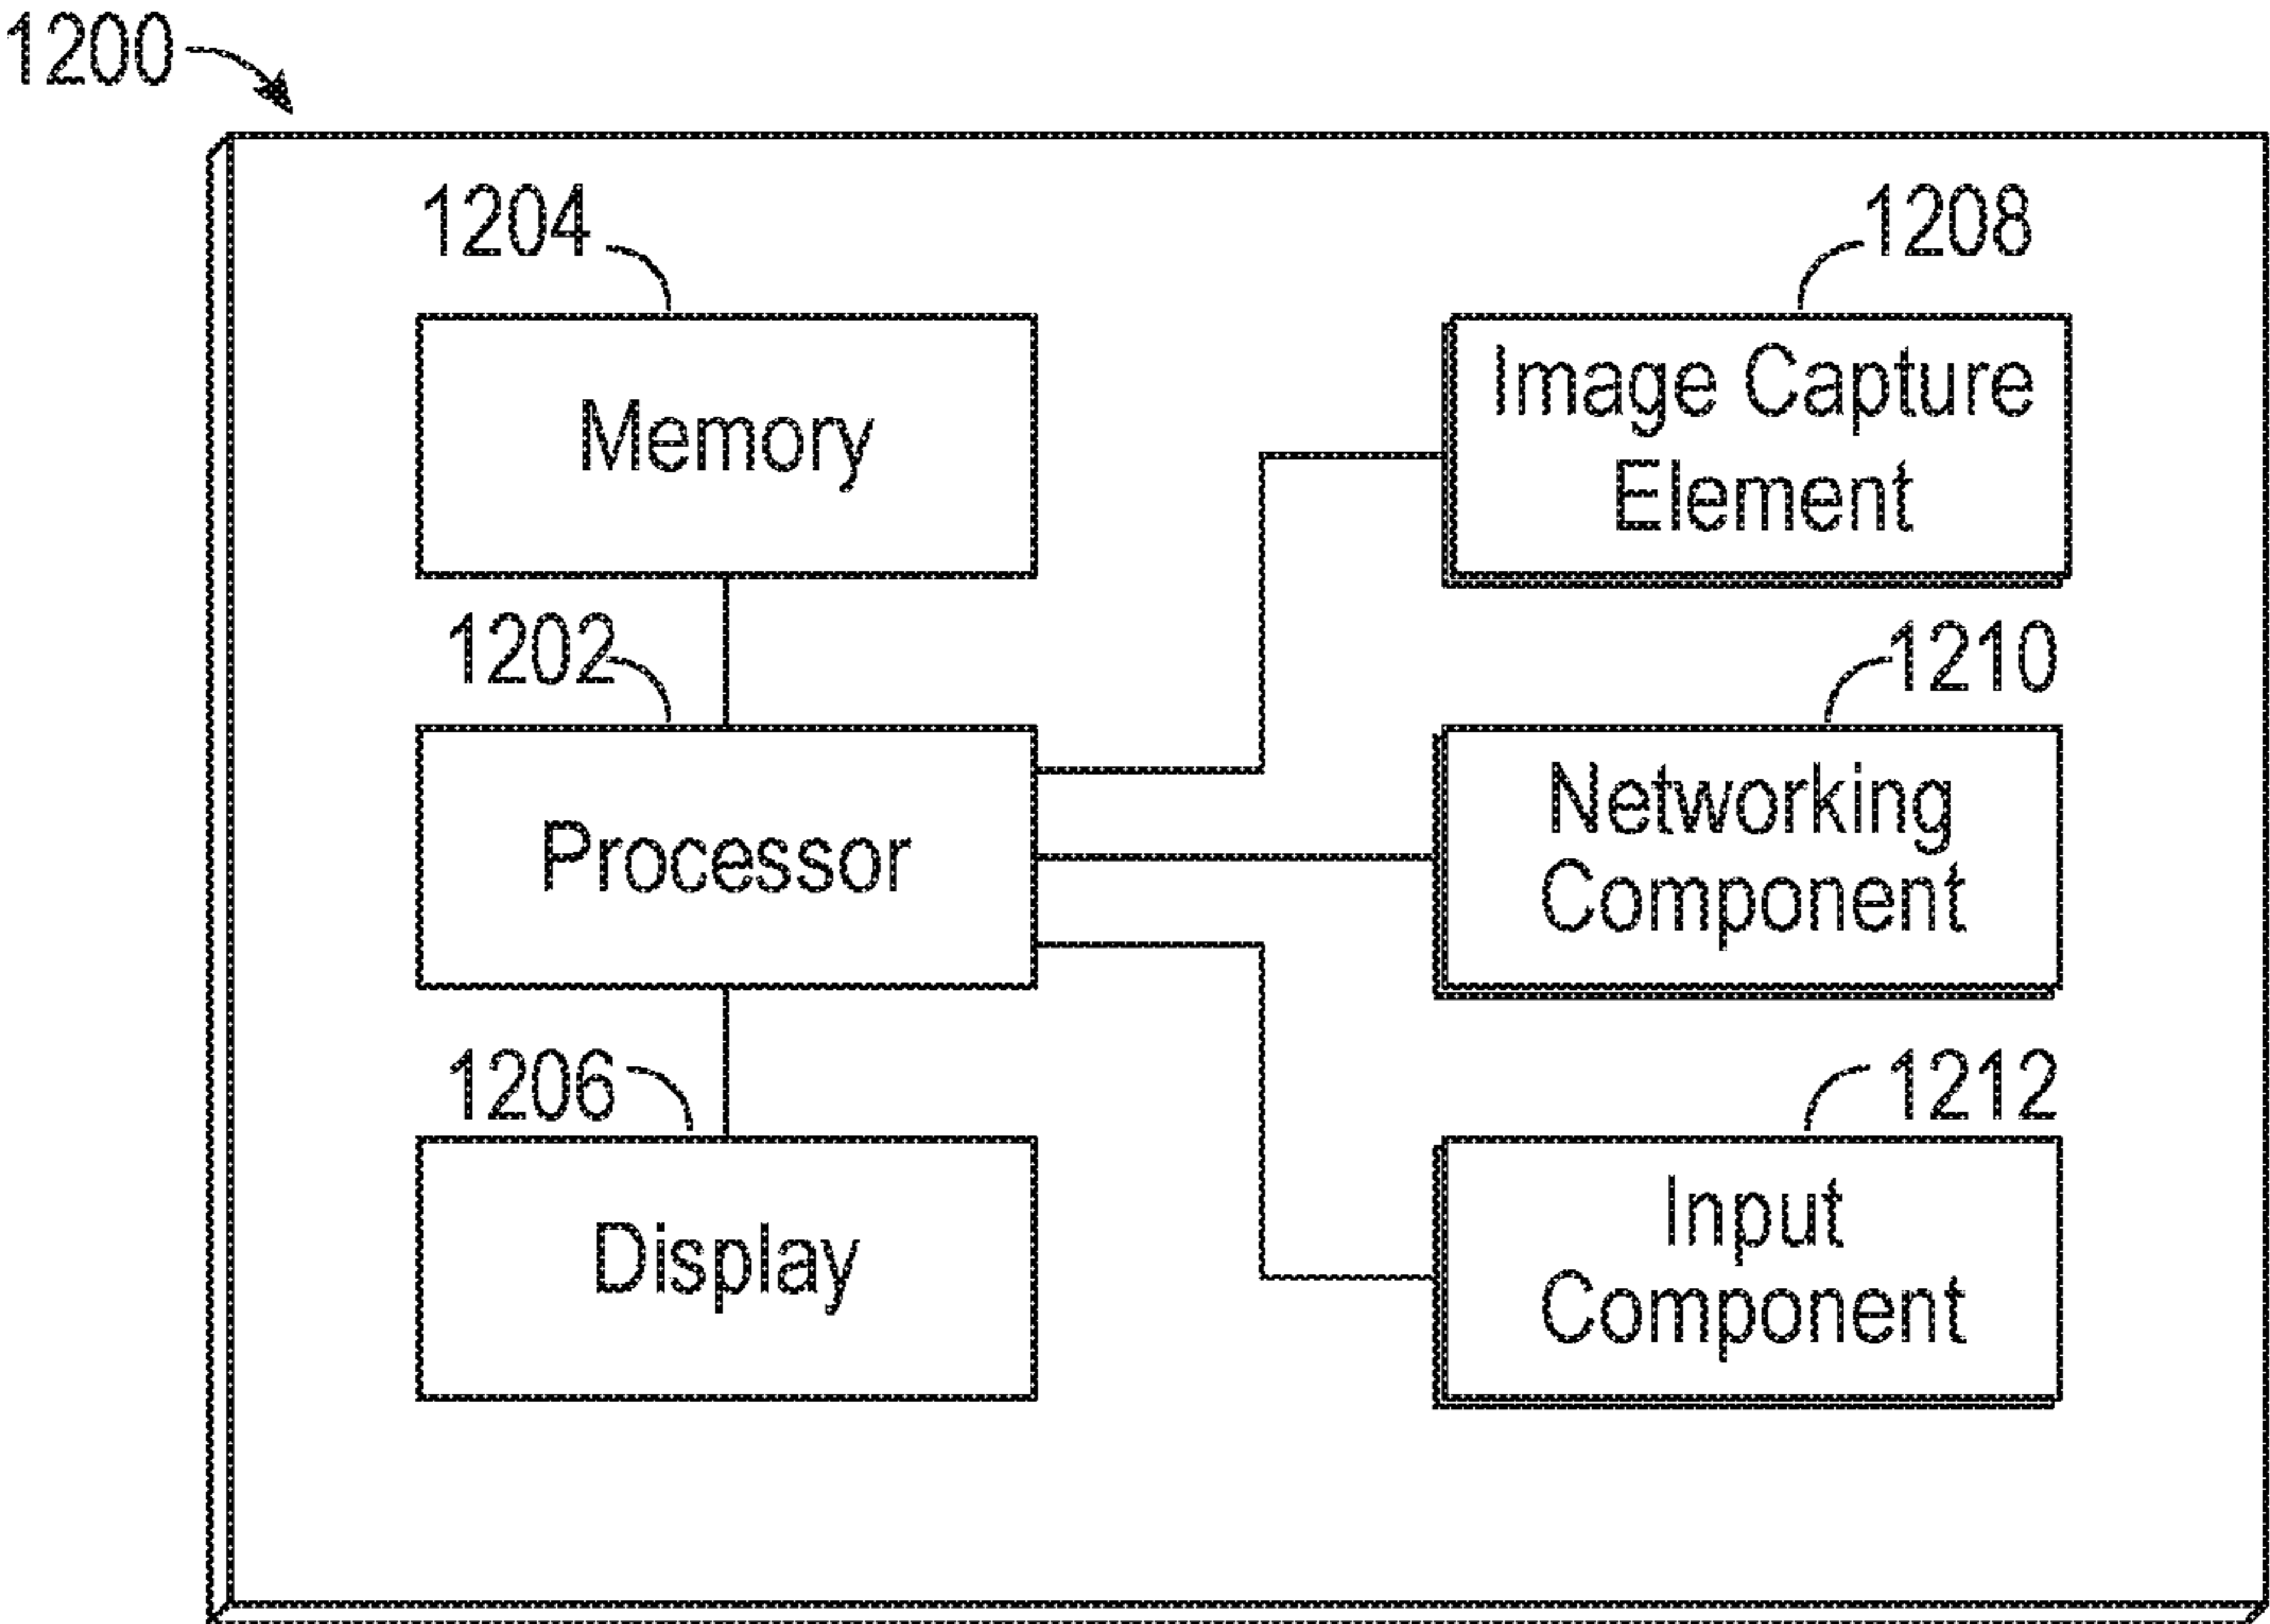 1200
1204
Memory
1208
Image Capture
Element
1202
Processor
1210
Networking
Component
1206
Display
1212
Input
Component